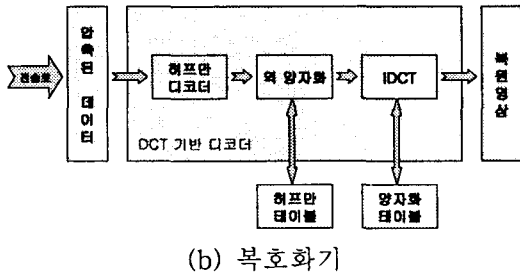 전송로
압축된 데이터
허프만
디코더
역 양자화
IDCT
복원영상
DCT 기반 디코더
허프만
테이블
양자화
테이블
(b) 복호화기